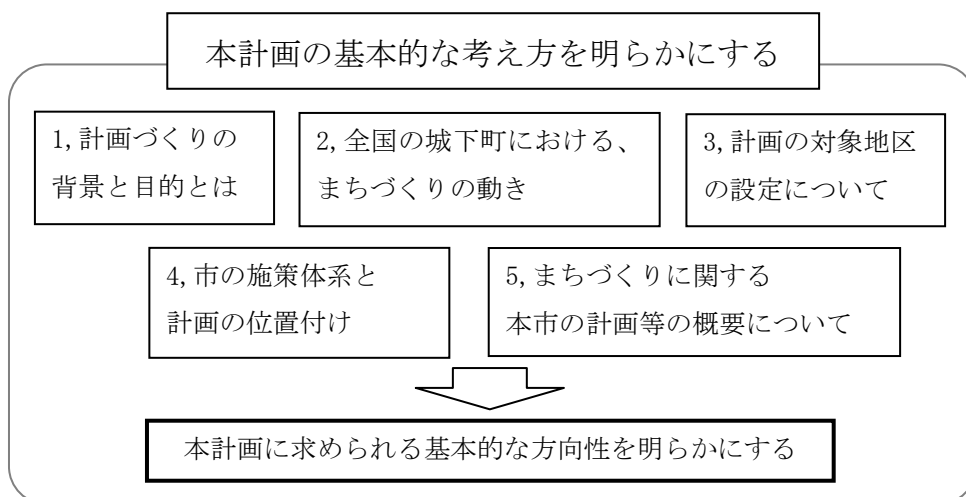 本計画の基本的な考え方を明らかにする
1,計画づくりの
背景と目的とは
2,全国の城下町における、
まちづくりの動き
3,計画の対象地区
の設定について
4,市の施策体系と
計画の位置付け
5,まちづくりに関する
本市の計画等の概要について
本計画に求められる基本的な方向性を明らかにする